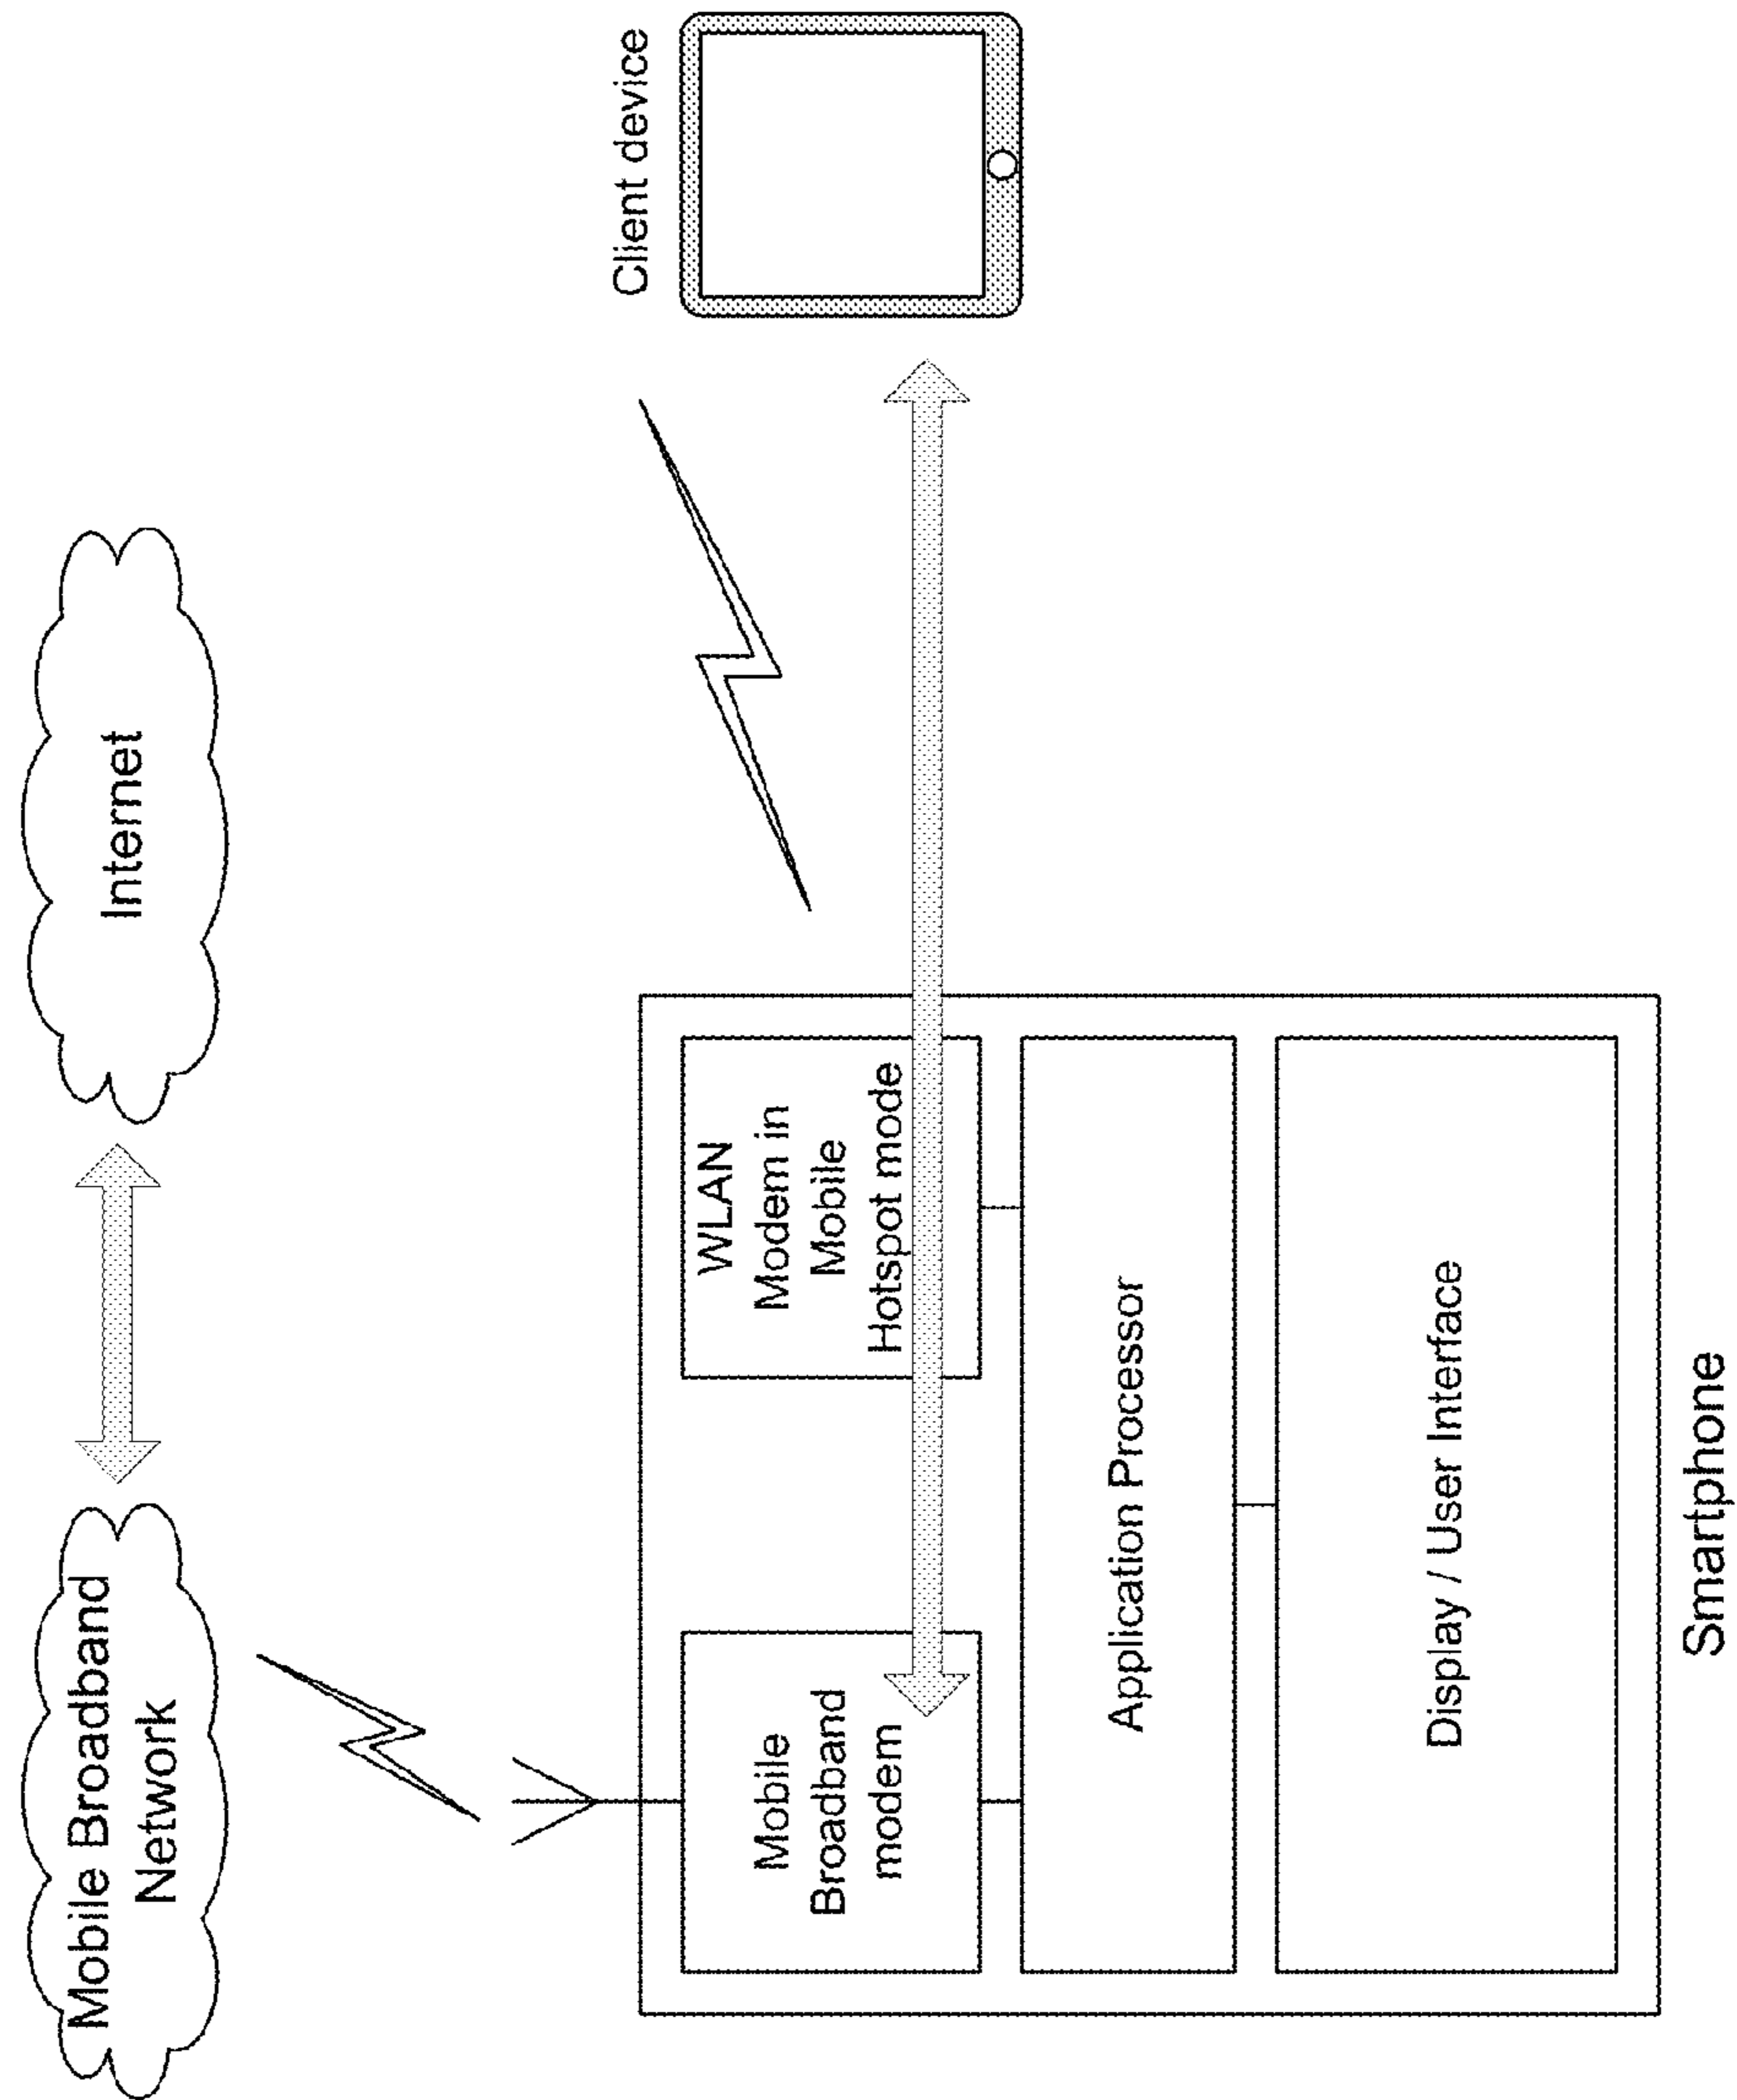 Mobile Broadband
Network
Internet
Client device
Mobile
Broadband
modem
WLAN
Modem in
Mobile
Hotspot mode
Application Processor
Display / User Interface
Smartphone